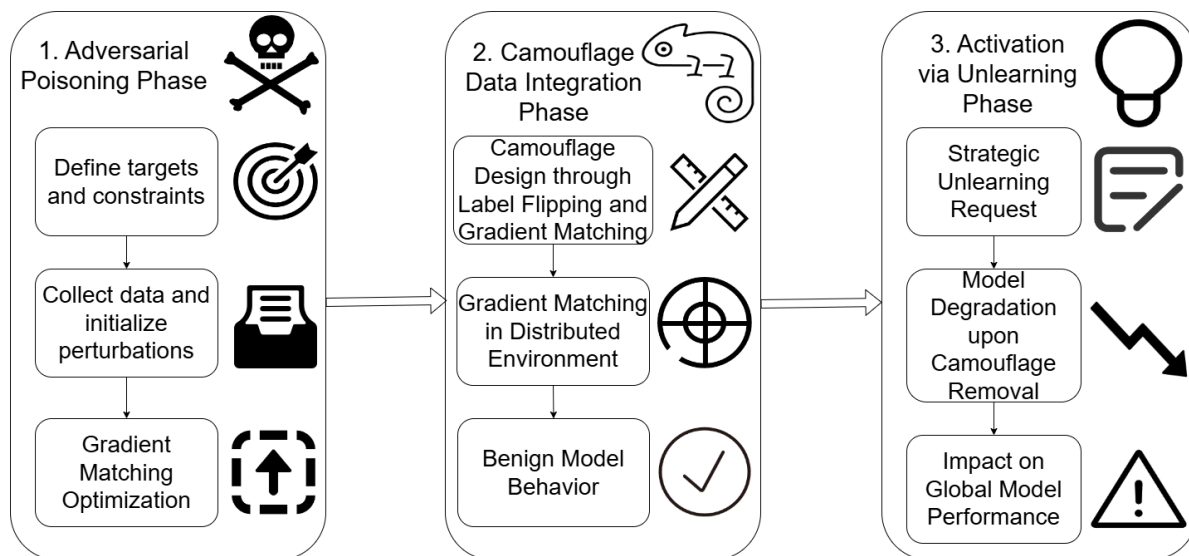 1. Adversarial
Poisoning Phase
Define targets
and constraints
Collect data and
initialize
perturbations
Gradient
Matching
Optimization
2. Camouflage
Data Integration
Phase
Camouflage
Design through
Label Flipping and
Gradient Matching
Gradient Matching
in Distributed
Environment
Benign Model
Behavior
3. Activation
via Unlearning
Phase
Strategic
Unlearning
Request
Model
Degradation
upon
Camouflage
Removal
Impact on
Global Model
Performance